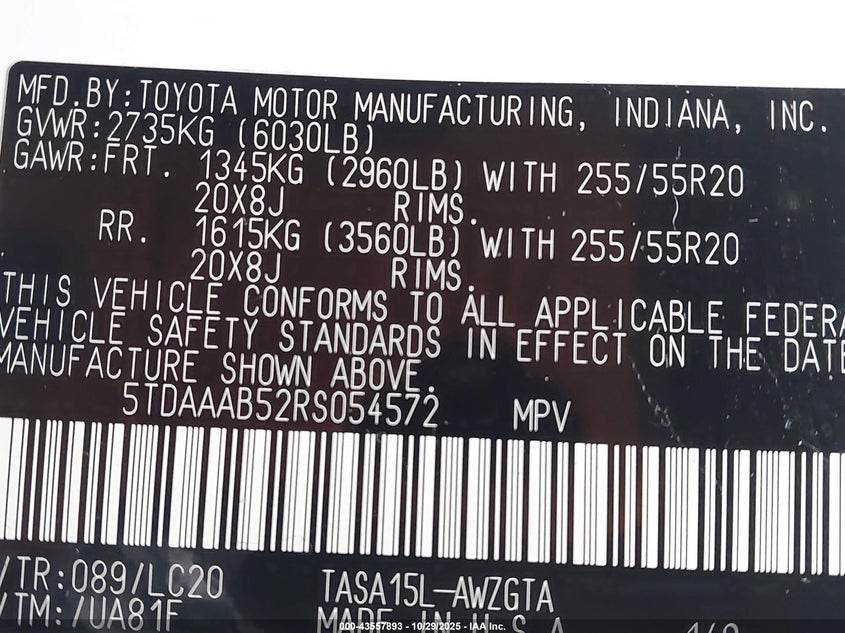 MFD.BY:TOYOTA MOTOR MANUFACTURING, INDIANA, INC.
GVWR:2735KG (6030LB)
GAWR:FRT. 1345KG (2960LB) WITH 255/55R20
20X8J RIMS.
RR. 1615KG (3560LB) WITH 255/55R20
20X8J RIMS.
THIS VEHICLE CONFORMS TO ALL APPLICABLE FEDERA
VEHICLE SAFETY STANDARDS IN EFFECT ON THE DATE
MANUFACTURE SHOWN ABOVE.
5TDAAAB52RS054572 MPV
/TR:089/LC20 TASA15L-AWZGTA
/TM:/UA81F MADE IN U.S.A
000-43557893 - 10/29/2025 - IAA Inc.